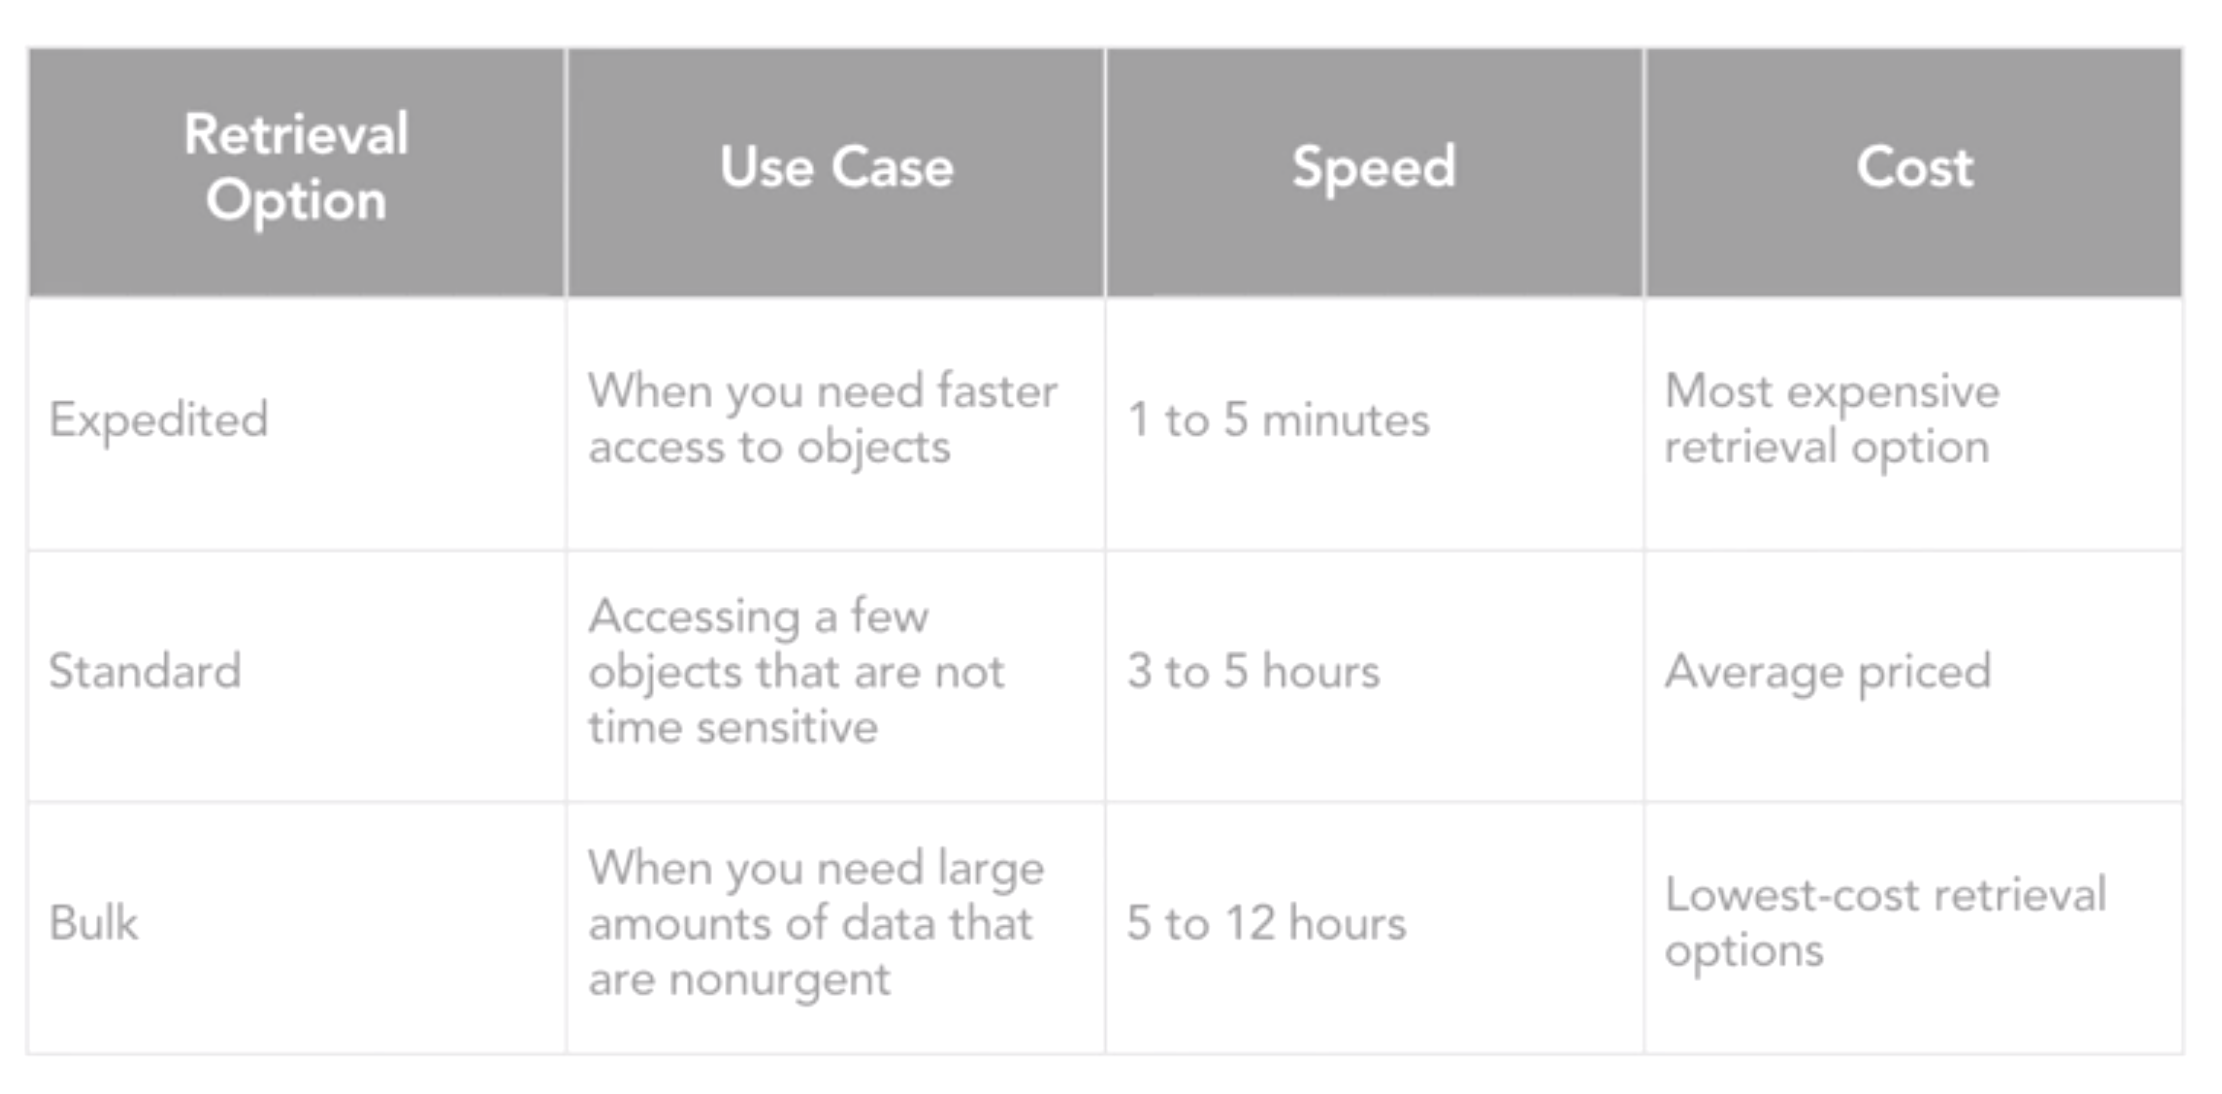 Retrieval
Option
Use Case
Speed
Cost
Expedited
When you need faster
access to objects
1 to 5 minutes
Most expensive
retrieval option
Standard
Accessing a few
objects that are not
time sensitive
3 to 5 hours
Average priced
Bulk
When you need large
amounts of data that
are nonurgent
5 to 12 hours
Lowest-cost retrieval
options